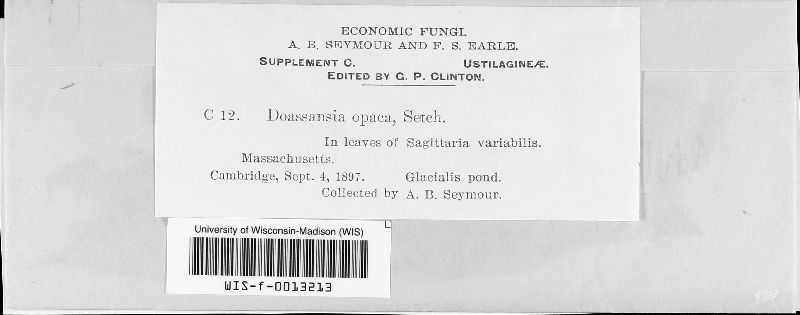 ECONOMIC FUNGI.
A. B. SEYMOUR AND F. S. EARLE.
SUPPLEMENT C. USTILAGINEÆ.
EDITED BY G. P. CLINTON.
C 12. Doassansia opaca, Setch.
In leaves of Sagittaria variabilis.
Massachusetts.
Cambridge, Sept. 4, 1897. Glacialis pond.
Collected by A. B. Seymour.
University of Wisconsin-Madison (WIS)
WIS-f-0013213